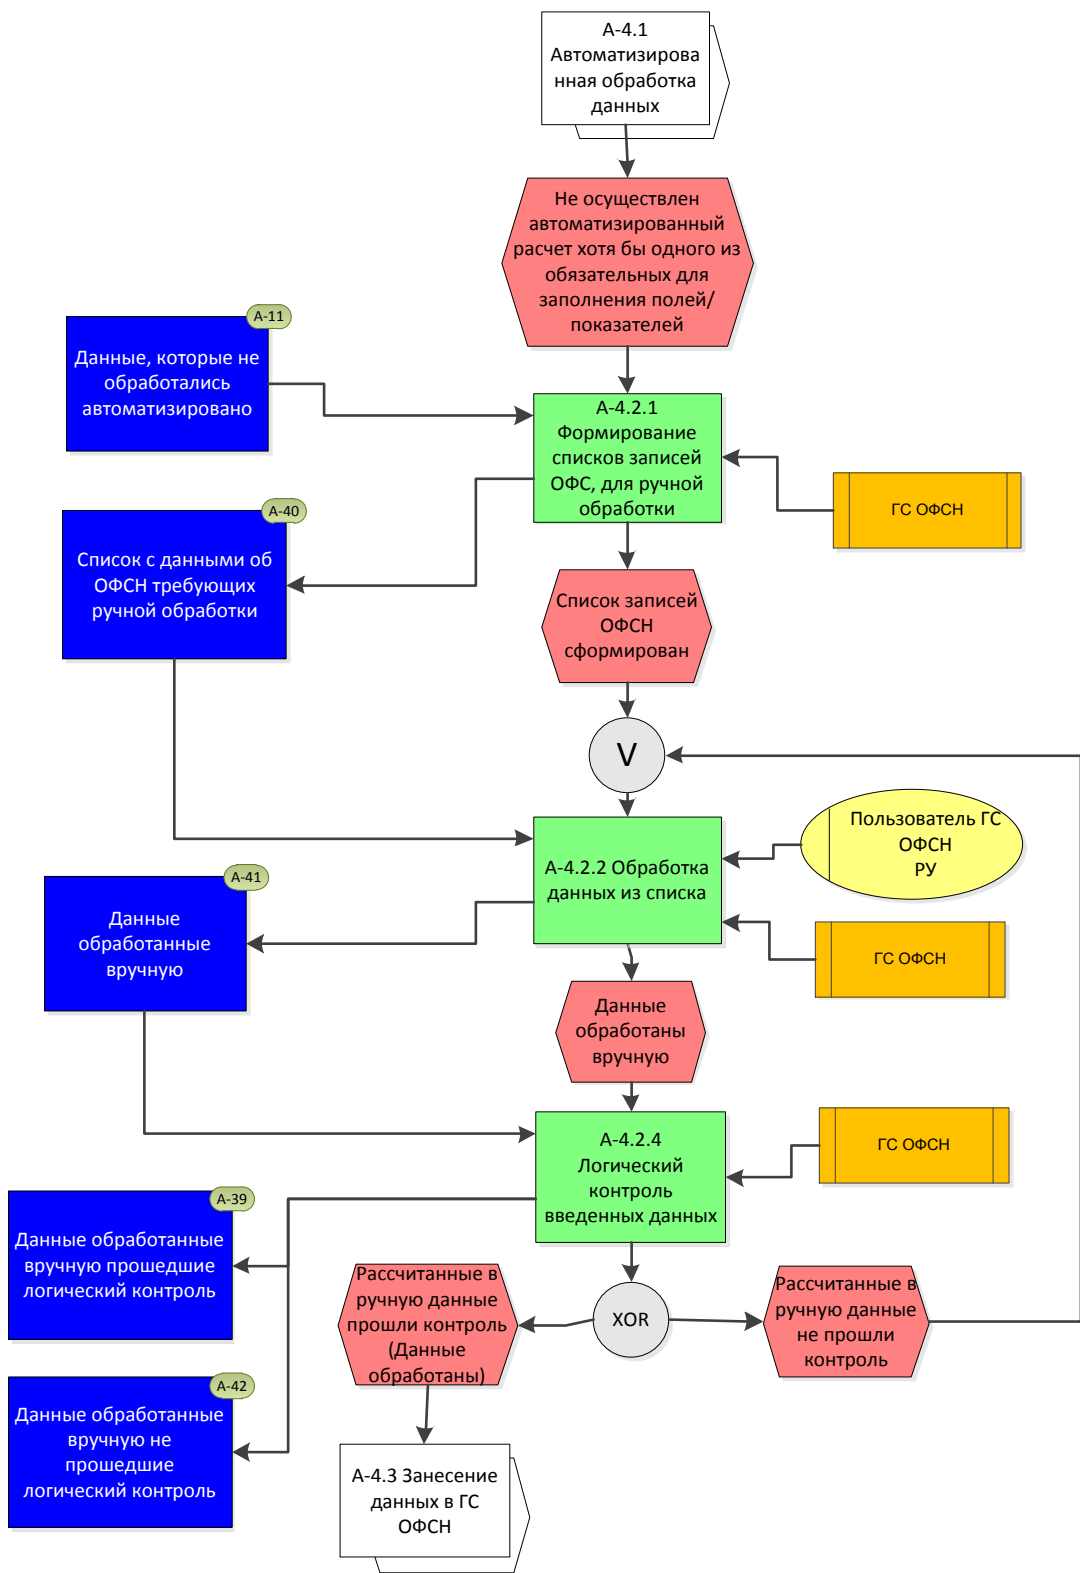 А-4.1
Автоматизирова
нная обработка
данных
Не осуществлен
автоматизированный
расчет хотя бы одного из
обязательных для
заполнения полей/
показателей
А-11
Данные, которые не
обработались
автоматизировано
А-4.2.1
Формирование
списков записей
ОФС, для ручной
обработки
ГС ОФСН
А-40
Список с данными об
ОФСН требующих
ручной обработки
Список записей
ОФСН
сформирован
V
Пользователь ГС
ОФСН
РУ
А-4.2.2 Обработка
данных из списка
А-41
Данные
обработанные
вручную
ГС ОФСН
Данные
обработаны
вручную
А-4.2.4
Логический
контроль
введенных данных
ГС ОФСН
А-39
Данные обработанные
вручную прошедшие
логический контроль
Рассчитанные в
ручную данные
прошли контроль
(Данные
обработаны)
XOR
Рассчитанные в
ручную данные
не прошли
контроль
А-42
Данные обработанные
вручную не
прошедшие
логический контроль
А-4.3 Занесение
данных в ГС
ОФСН